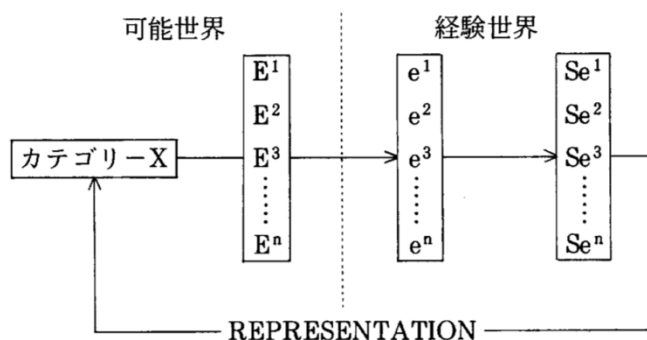 可能世界 経験世界
E¹ e¹ Se¹
E² e² Se²
カテゴリーX E³ e³ Se³
Eⁿ eⁿ Seⁿ
REPRESENTATION